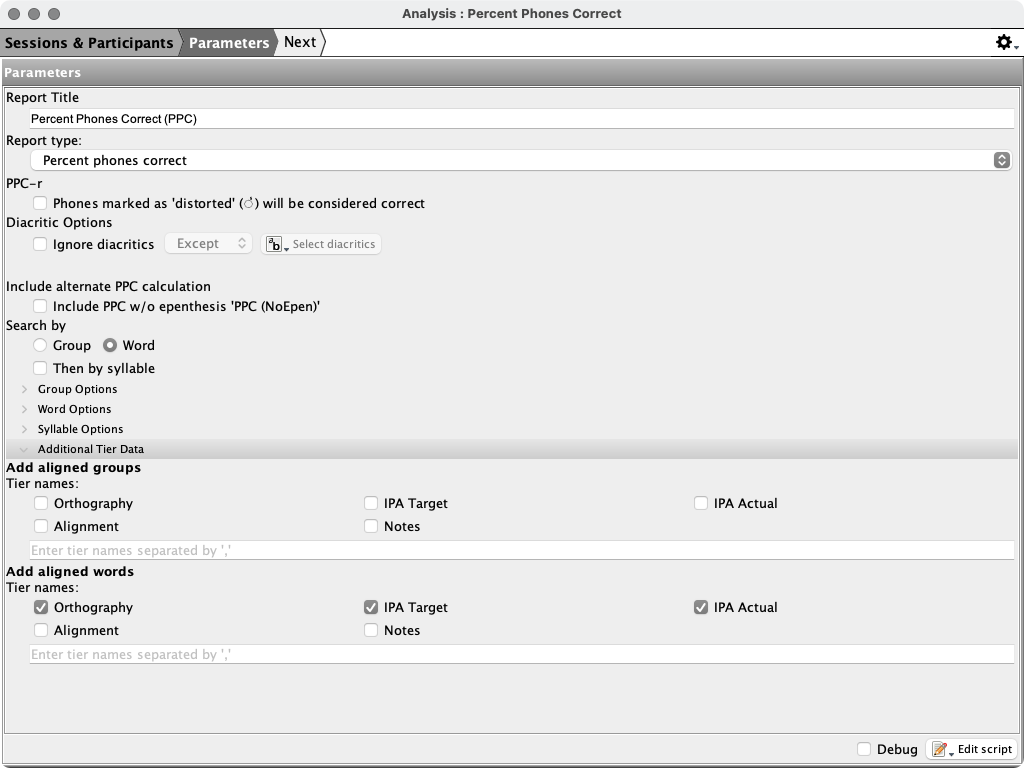 Analysis : Percent Phones Correct
Sessions & Participants Parameters Next
Parameters
Report Title
Percent Phones Correct (PPC)
Report type:
Percent phones correct
PPC-r
Phones marked as 'distorted' (◌̃) will be considered correct
Diacritic Options
Ignore diacritics Except Select diacritics
Include alternate PPC calculation
Include PPC w/o epenthesis 'PPC (NoEpen)'
Search by
Group Word
Then by syllable
Group Options
Word Options
Syllable Options
Additional Tier Data
Add aligned groups
Tier names:
Orthography IPA Target IPA Actual
Alignment Notes
Enter tier names separated by ','
Add aligned words
Tier names:
Orthography IPA Target IPA Actual
Alignment Notes
Enter tier names separated by ','
Debug Edit script